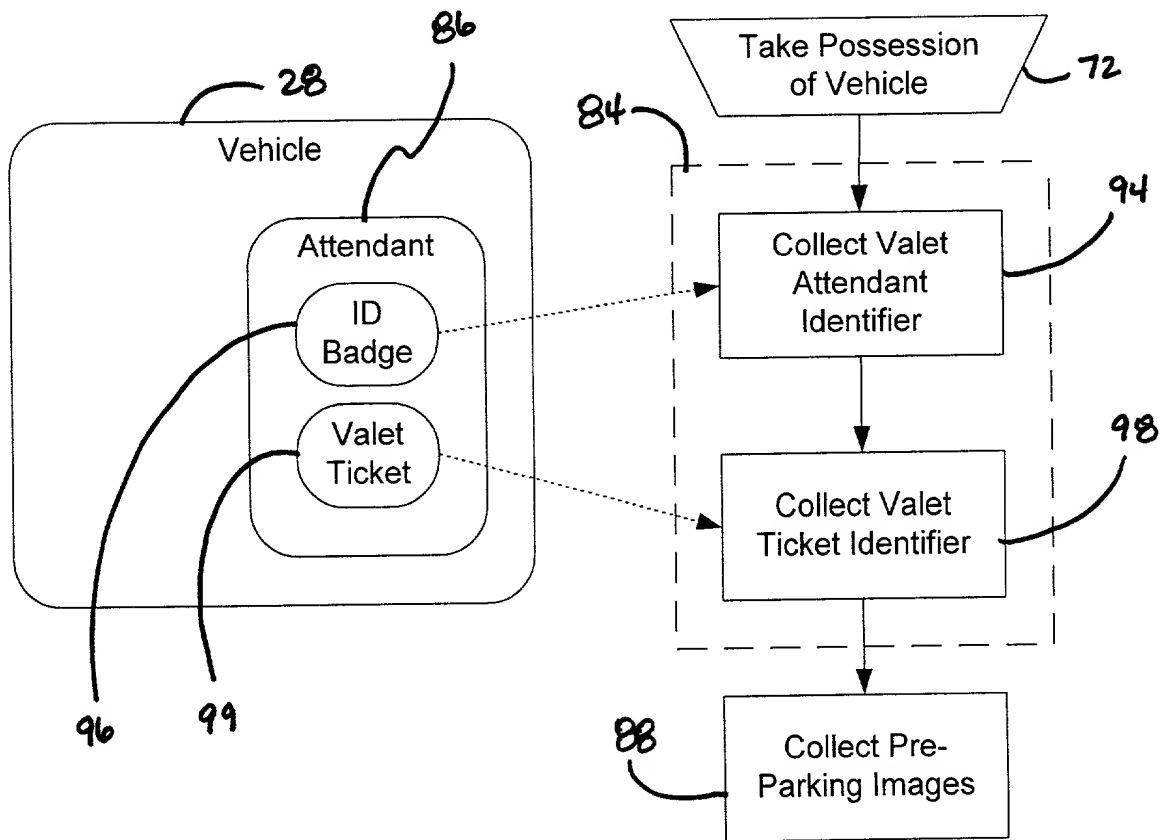 86
28
Vehicle
Attendant
ID
Badge
Valet
Ticket
96
99
Take Possession
of Vehicle
72
84
Collect Valet
Attendant
Identifier
94
Collect Valet
Ticket Identifier
98
88
Collect Pre-
Parking Images